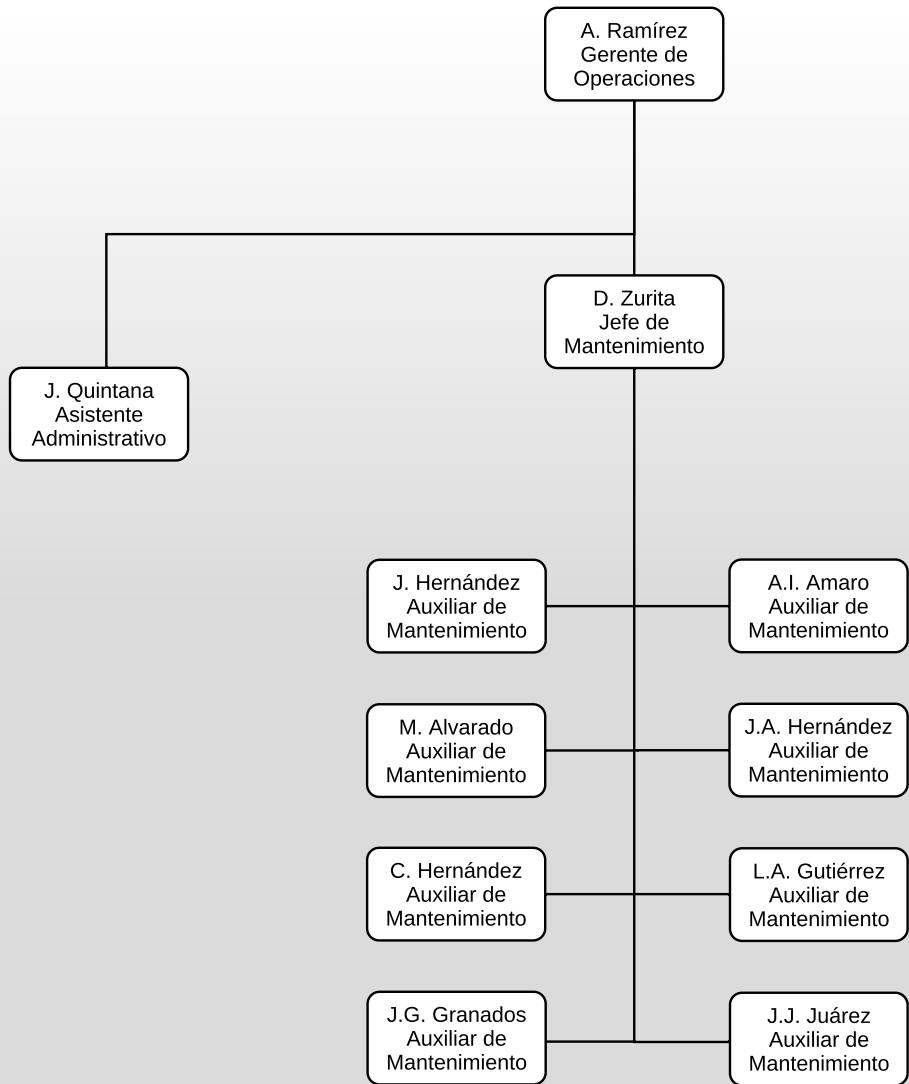 A. Ramírez
Gerente de
Operaciones
D. Zurita
Jefe de
Mantenimiento
J. Quintana
Asistente
Administrativo
J. Hernández
Auxiliar de
Mantenimiento
A.I. Amaro
Auxiliar de
Mantenimiento
M. Alvarado
Auxiliar de
Mantenimiento
J.A. Hernández
Auxiliar de
Mantenimiento
C. Hernández
Auxiliar de
Mantenimiento
L.A. Gutiérrez
Auxiliar de
Mantenimiento
J.G. Granados
Auxiliar de
Mantenimiento
J.J. Juárez
Auxiliar de
Mantenimiento